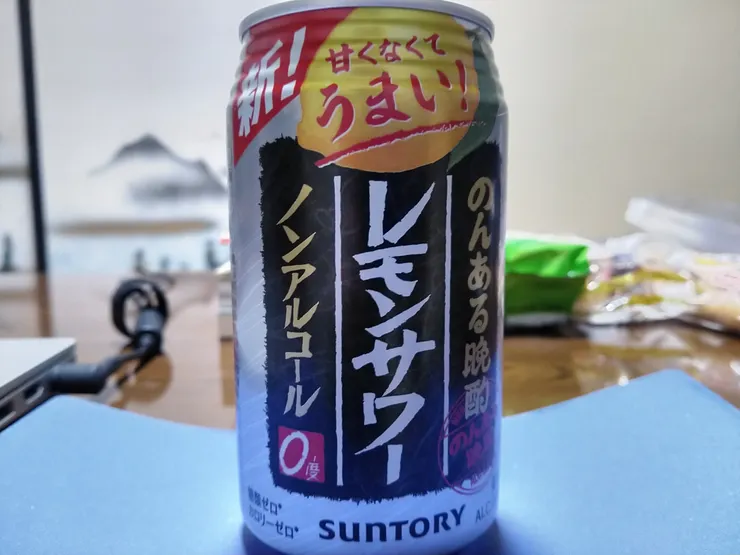 新!
甘くなくて
うまい!
のんある晩酌
レモンサワー
ノンアルコール
0度
糖類ゼロ*
カロリーゼロ*
SUNTORY
ALC